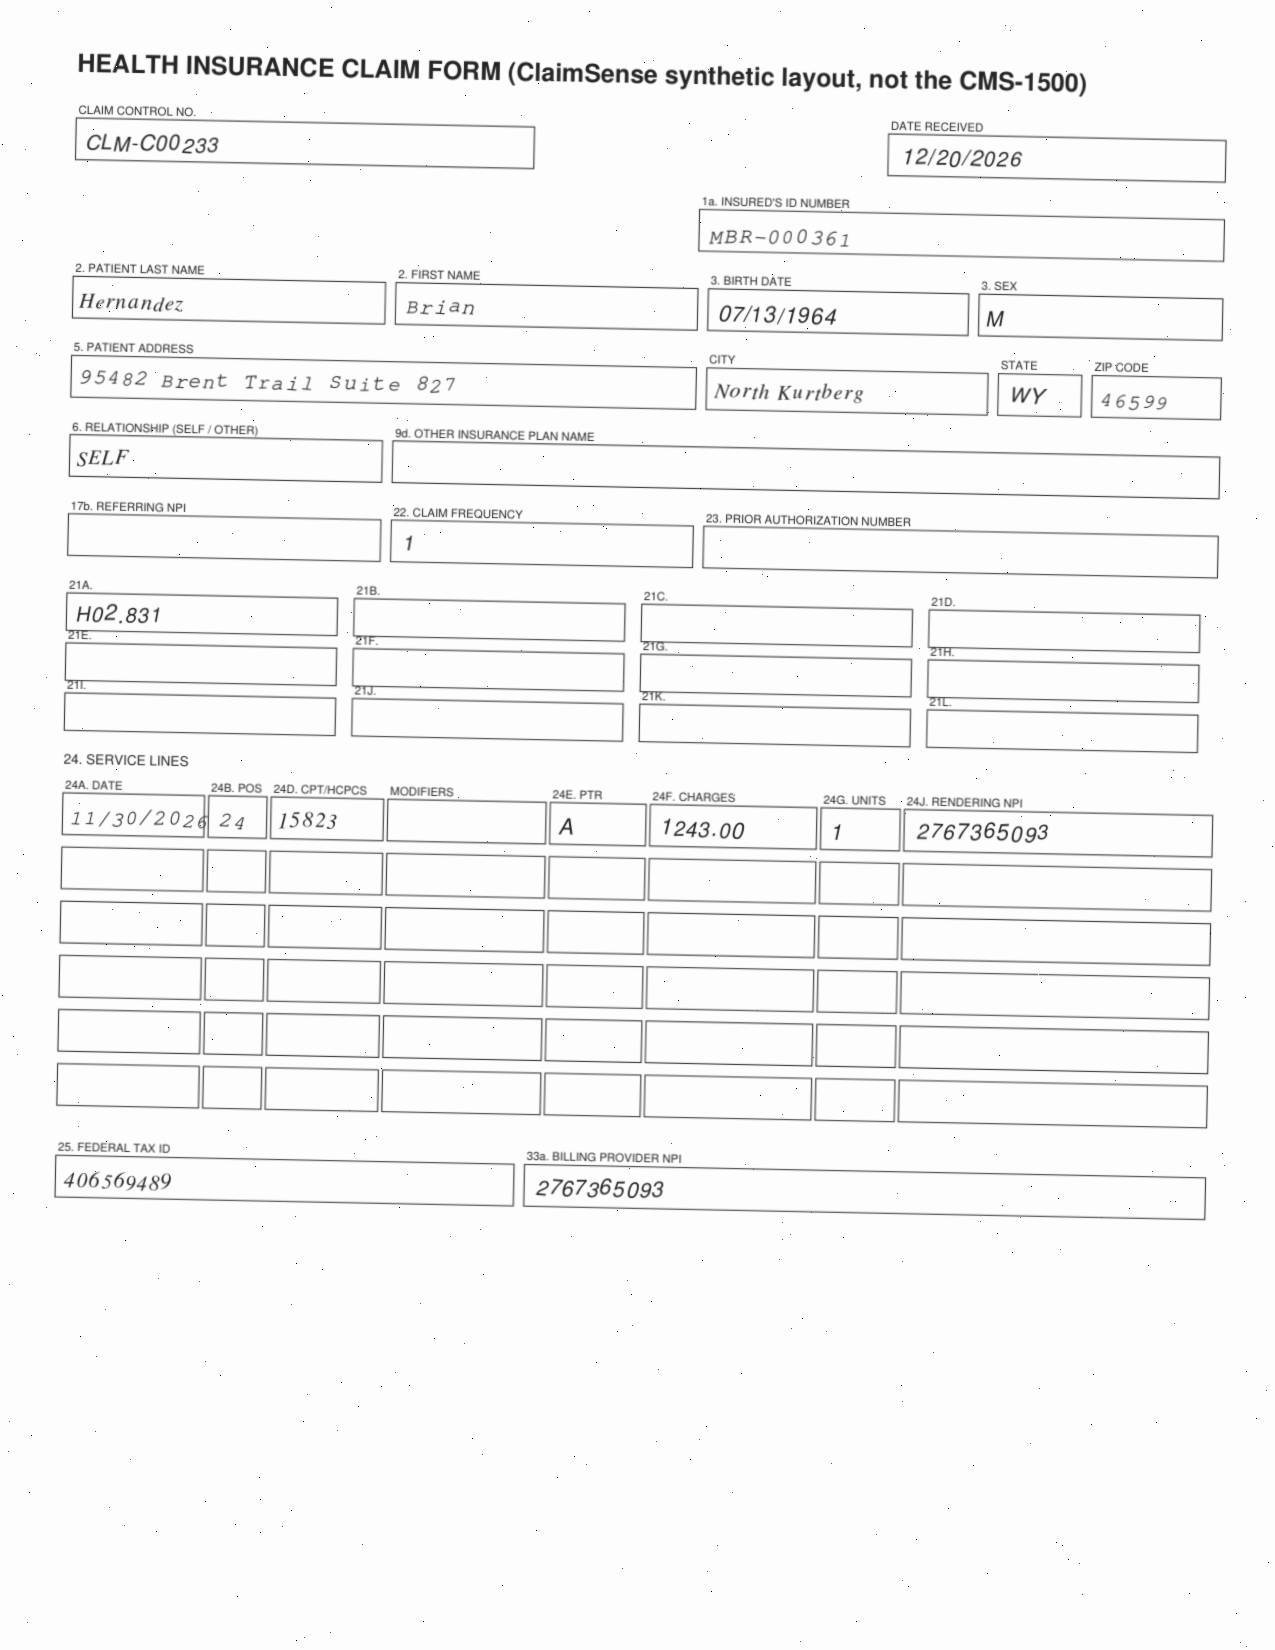 HEALTH INSURANCE CLAIM FORM (ClaimSense synthetic layout, not the CMS-1500)
CLAIM CONTROL NO. DATE RECEIVED
CLM-C00233 12/20/2026
1a. INSURED'S ID NUMBER
MBR-000361
2. PATIENT LAST NAME 2. FIRST NAME 3. BIRTH DATE 3. SEX
Hernandez Brian 07/13/1964 M
5. PATIENT ADDRESS CITY STATE ZIP CODE
95482 Brent Trail Suite 827 North Kurtberg WY 46599
6. RELATIONSHIP (SELF / OTHER) 9d. OTHER INSURANCE PLAN NAME
SELF
17b. REFERRING NPI 22. CLAIM FREQUENCY 23. PRIOR AUTHORIZATION NUMBER
1
21A. 21B. 21C. 21D.
H02.831
21E. 21F. 21G. 21H.
21I. 21J. 21K. 21L.
24. SERVICE LINES
24A. DATE 24B. POS 24D. CPT/HCPCS MODIFIERS 24E. PTR 24F. CHARGES 24G. UNITS 24J. RENDERING NPI
11/30/2026 24 15823 A 1243.00 1 2767365093
25. FEDERAL TAX ID 33a. BILLING PROVIDER NPI
406569489 2767365093